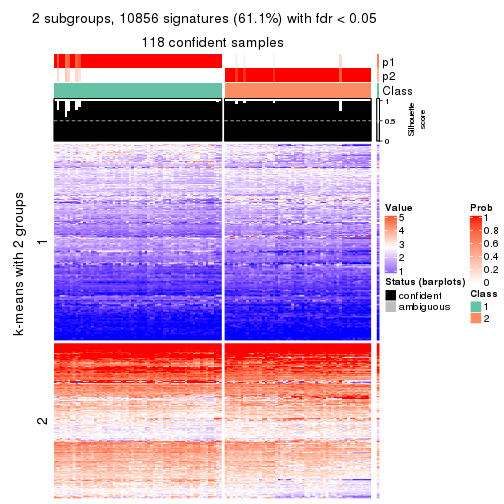 2 subgroups, 10856 signatures (61.1%) with fdr < 0.05
118 confident samples
p1
p2
Class
1
0.5
0
Silhouette
score
k-means with 2 groups
1
2
Value
5
4
3
2
1
Status (barplots)
confident
ambiguous
Prob
1
0.8
0.6
0.4
0.2
0
Class
1
2